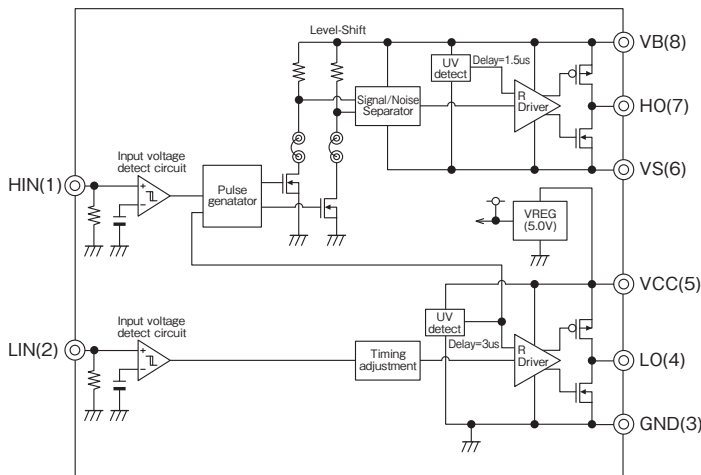 Level-Shift
VB(8)
UV
detect
Delay=1.5us
Signal/Noise
Separator
R
Driver
HO(7)
Input voltage
detect circuit
VS(6)
HIN(1)
+
−
Pulse
genatator
VREG
(5.0V)
VCC(5)
UV
detect
Input voltage
detect circuit
Delay=3us
R
Driver
LIN(2)
+
−
Timing
adjustment
LO(4)
GND(3)